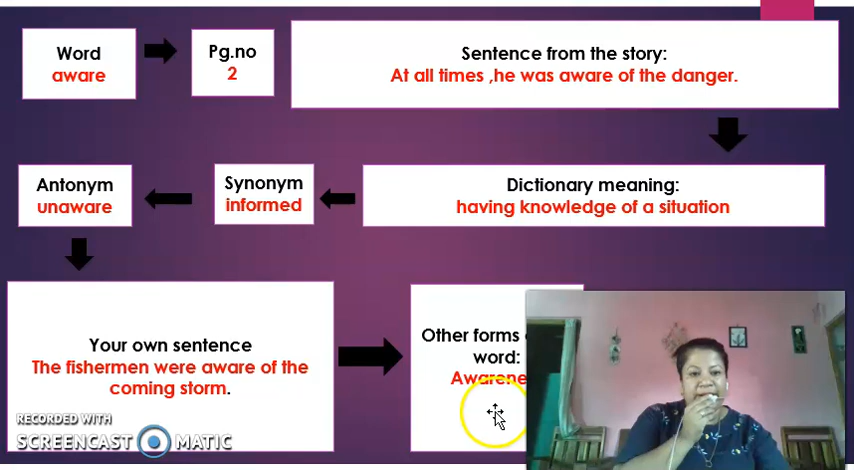 Word
aware
Pg.no
2
Sentence from the story:
At all times ,he was aware of the danger.
Dictionary meaning:
having knowledge of a situation
Synonym
informed
Antonym
unaware
Your own sentence
The fishermen were aware of the
coming storm.
Other forms
word:
RECORDED WITH
SCREENCAST MATIC